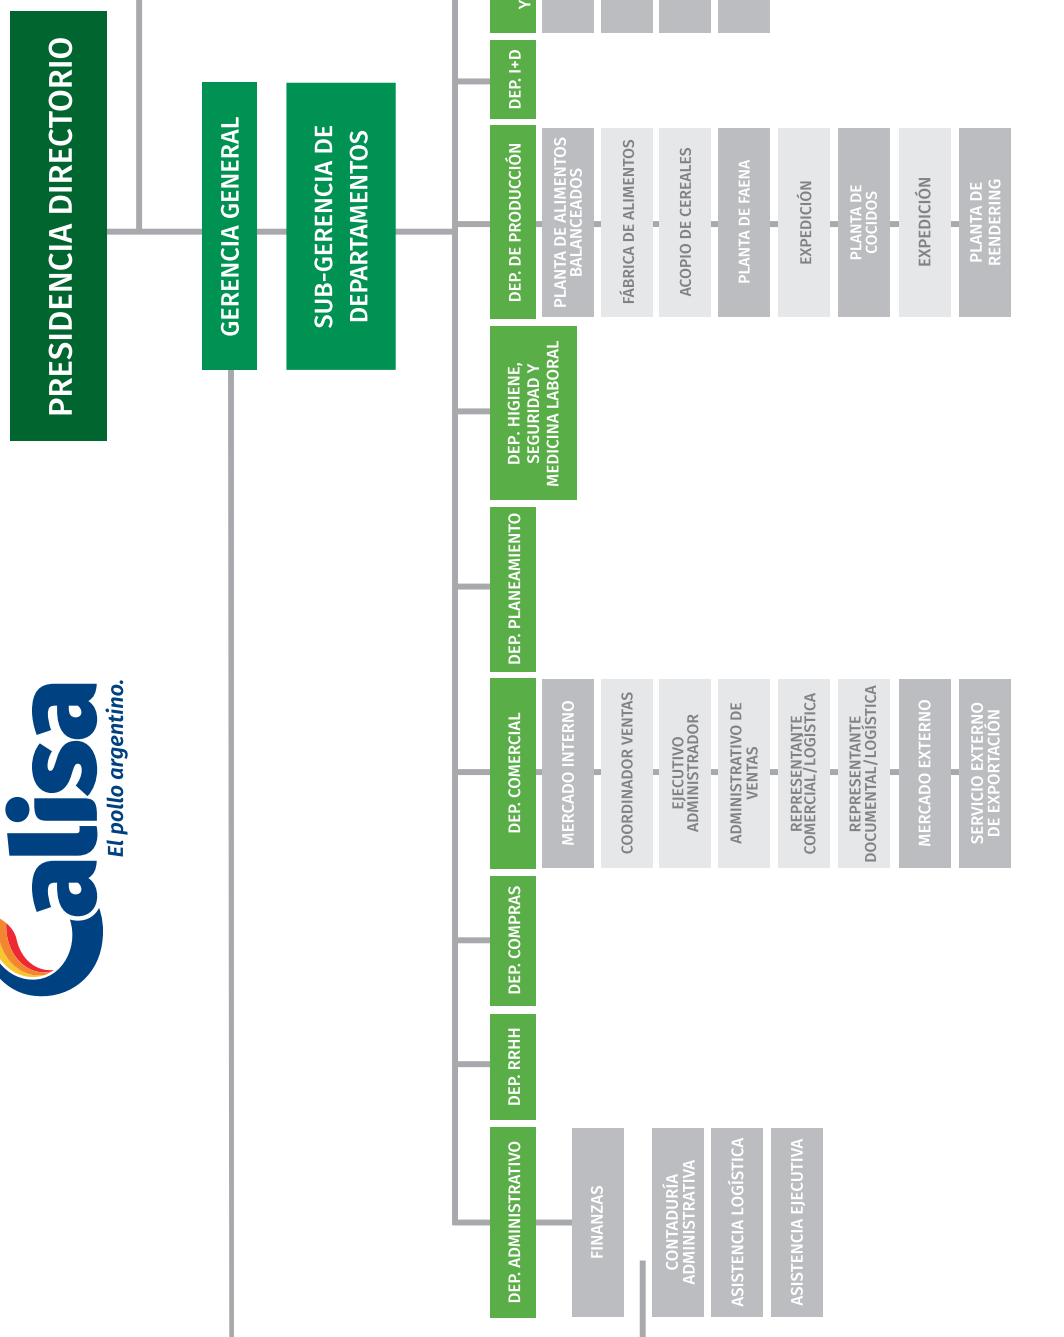 Calisa
El pollo argentino.
PRESIDENCIA DIRECTORIO
GERENCIA GENERAL
SUB-GERENCIA DE
DEPARTAMENTOS
DEP. ADMINISTRATIVO
FINANZAS
CONTADURÍA
ADMINISTRATIVA
ASISTENCIA LOGÍSTICA
ASISTENCIA EJECUTIVA
DEP. RRHH
DEP. COMPRAS
DEP. COMERCIAL
MERCADO INTERNO
COORDINADOR VENTAS
EJECUTIVO
ADMINISTRADOR
ADMINISTRATIVO DE
VENTAS
REPRESENTANTE
COMERCIAL/LOGÍSTICA
REPRESENTANTE
DOCUMENTAL/LOGÍSTICA
MERCADO EXTERNO
SERVICIO EXTERNO
DE EXPORTACIÓN
DEP. PLANEAMIENTO
DEP. HIGIENE,
SEGURIDAD Y
MEDICINA LABORAL
DEP. DE PRODUCCIÓN
PLANTA DE ALIMENTOS
BALANCEADOS
FÁBRICA DE ALIMENTOS
ACOPIO DE CEREALES
PLANTA DE FAENA
EXPEDICIÓN
PLANTA DE
COCIDOS
EXPEDICIÓN
PLANTA DE
RENDERING
DEP. I+D